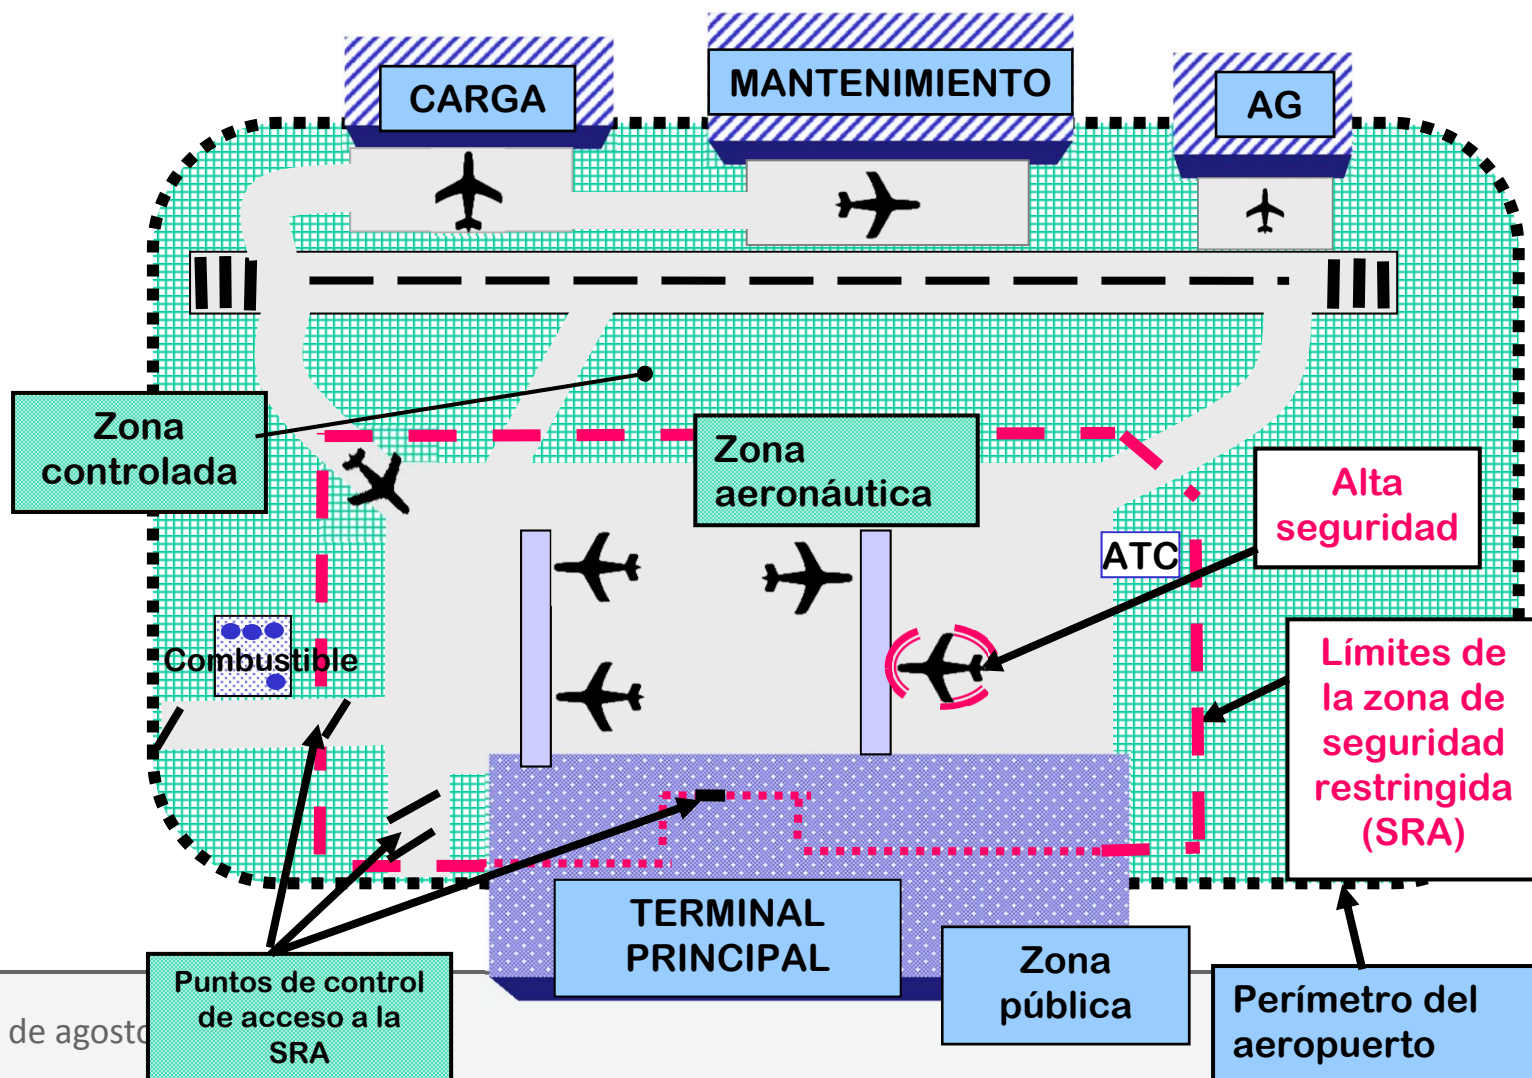 CARGA
MANTENIMIENTO
AG
Zona
controlada
Zona
aeronáutica
Alta
seguridad
ATC
Combustible
Límites de
la zona de
seguridad
restringida
(SRA)
TERMINAL
PRINCIPAL
Zona
pública
Puntos de control
de acceso a la
SRA
Perímetro del
aeropuerto
de agosto